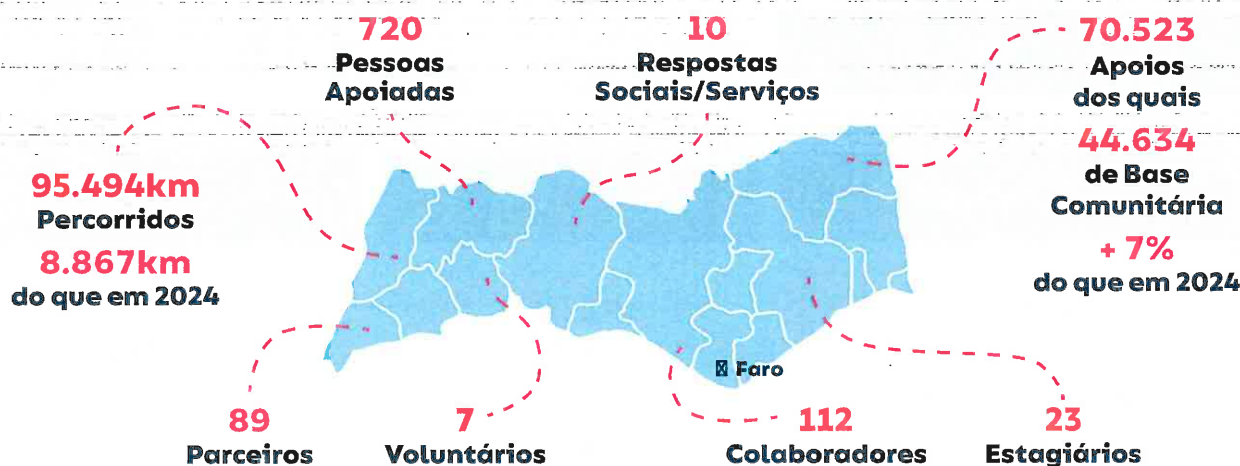 720
Pessoas
Apoiadas
10
Respostas
Sociais/Serviços
70.523
Apoios
dos quais
44.634
de Base
Comunitária
+ 7%
do que em 2024
95.494km
Percorridos
8.867km
do que em 2024
Faro
89
Parceiros
7
Voluntários
112
Colaboradores
23
Estagiários